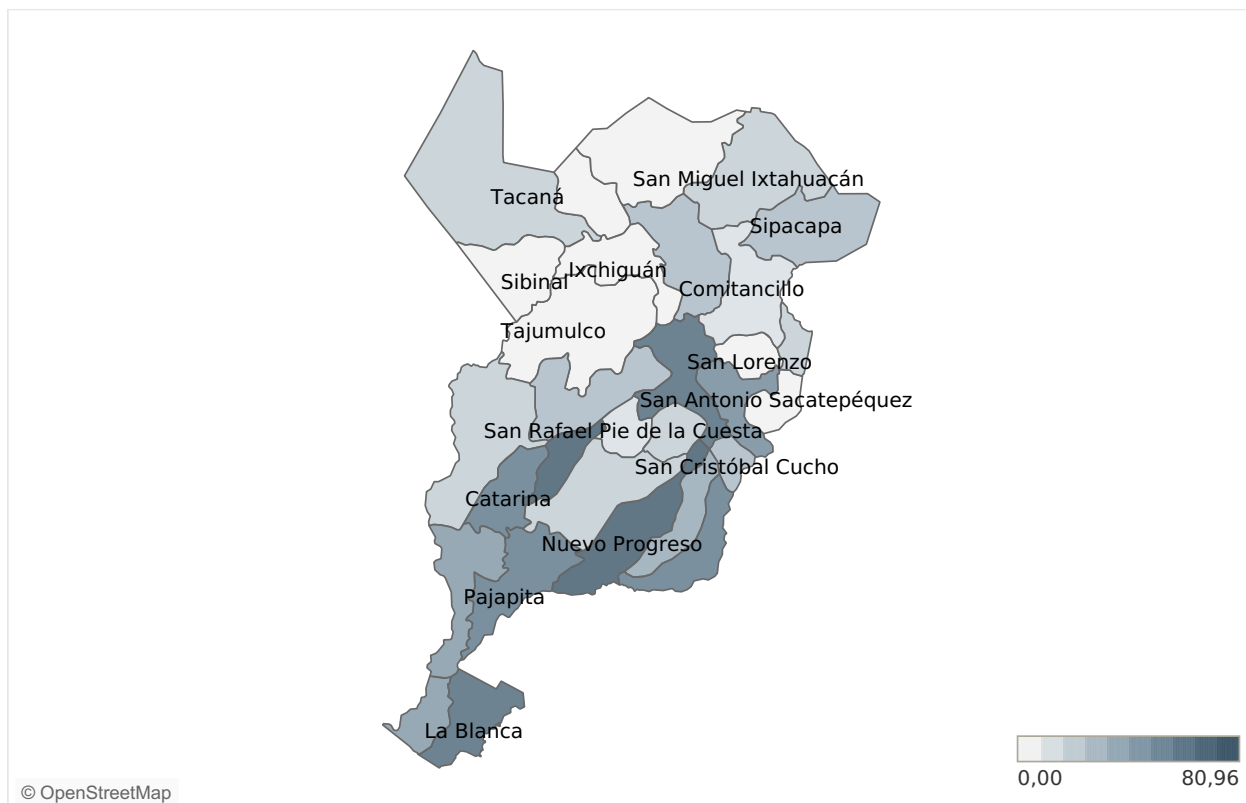 San Miguel Ixtahuacán
Tacaná
Sipacapa
Ixchiguán
Sibinal
Comitancillo
Tajumulco
San Lorenzo
San Antonio Sacatepéquez
San Rafael Pie de la Cuesta
San Cristóbal Cucho
Catarina
Nuevo Progreso
Pajapita
La Blanca
0,00 80,96
© OpenStreetMap